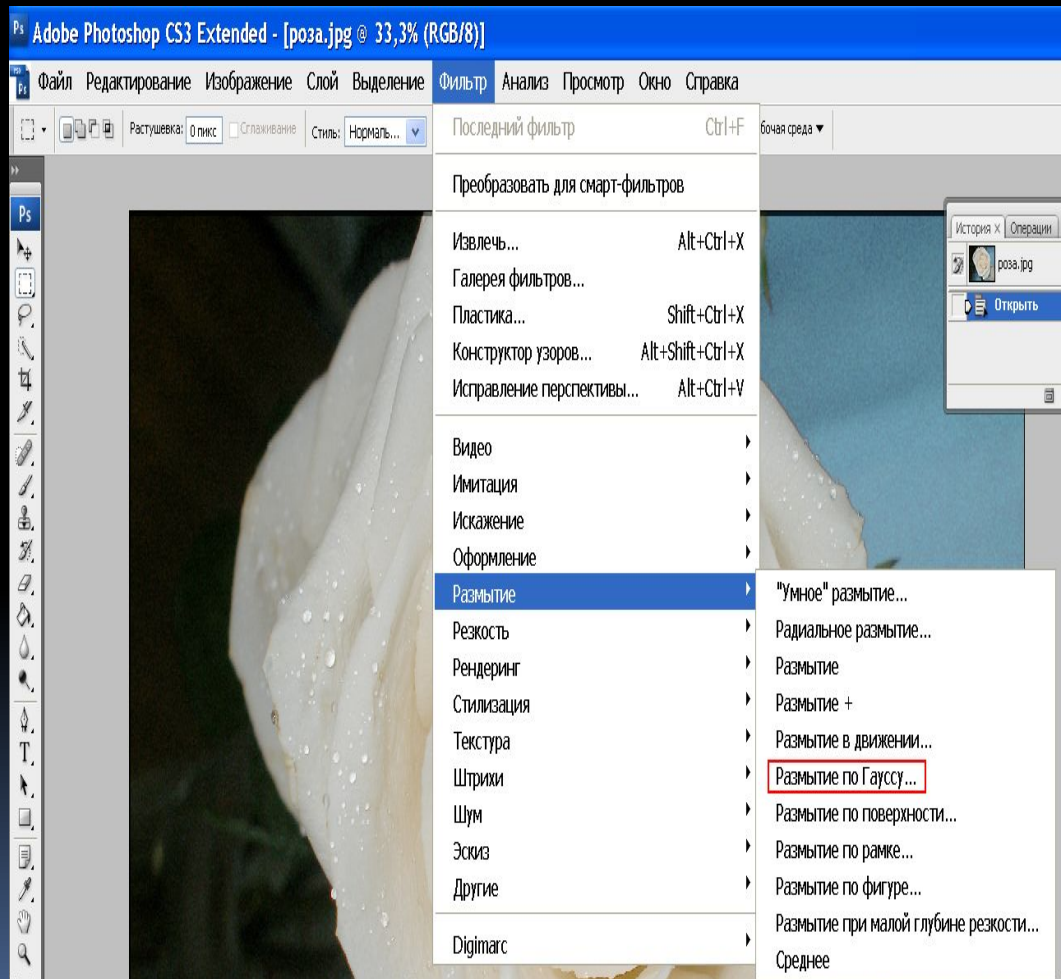 Ps Adobe Photoshop CS3 Extended - [роза.jpg @ 33,3% (RGB/8)]
Ps Файл Редактирование Изображение Слой Выделение Фильтр Анализ Просмотр Окно Справка
Растушевка: 0 пикс Сглаживание Стиль: Нормаль... бочая среда
Ps
Последний фильтр Ctrl+F
Преобразовать для смарт-фильтров
Извлечь... Alt+Ctrl+X
Галерея фильтров...
Пластика... Shift+Ctrl+X
Конструктор узоров... Alt+Shift+Ctrl+X
Исправление перспективы... Alt+Ctrl+V
Видео
Имитация
Искажение
Оформление
Размытие
Резкость
Рендеринг
Стилизация
Текстура
Штрихи
Шум
Эскиз
Другие
Digimarc
"Умное" размытие...
Радиальное размытие...
Размытие
Размытие +
Размытие в движении...
Размытие по Гауссу...
Размытие по поверхности...
Размытие по рамке...
Размытие по фигуре...
Размытие при малой глубине резкости...
Среднее
История × Операции
роза.jpg
Открыть